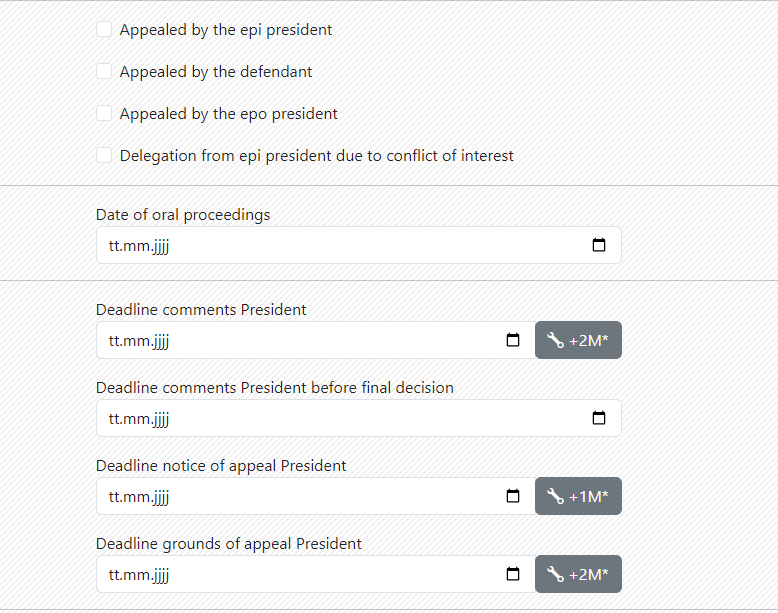 Appealed by the epi president
Appealed by the defendant
Appealed by the epo president
Delegation from epi president due to conflict of interest
Date of oral proceedings
tt.mm.jjjj
Deadline comments President
tt.mm.jjjj +2M*
Deadline comments President before final decision
tt.mm.jjjj
Deadline notice of appeal President
tt.mm.jjjj +1M*
Deadline grounds of appeal President
tt.mm.jjjj +2M*